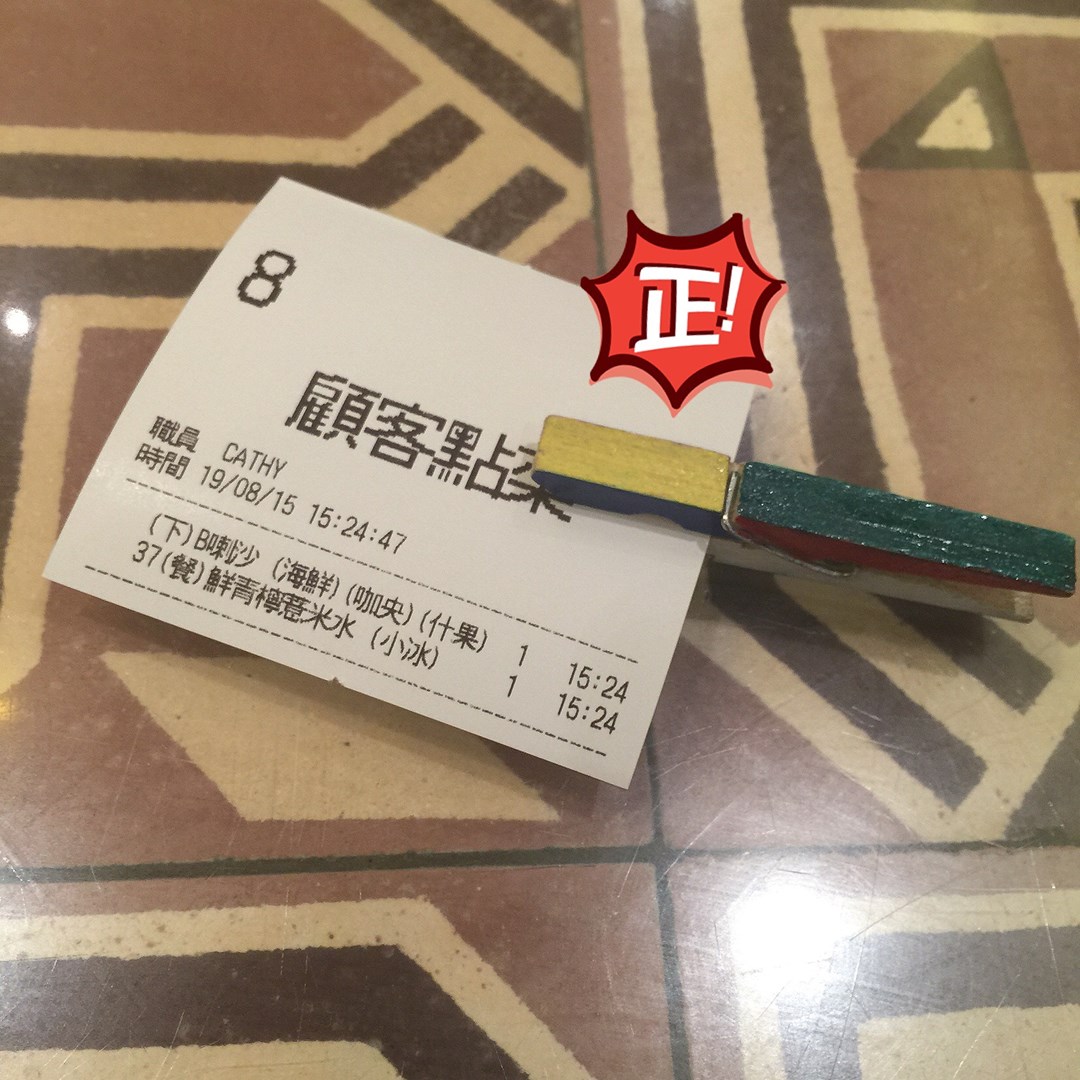 8
正!
顧客點菜
職員 CATHY
時間 19/08/15 15:24:47
(下)B喇沙 (海鮮)(咖央)(什果) 1 15:24
37(餐)鮮青檸薏米水 (小冰) 1 15:24